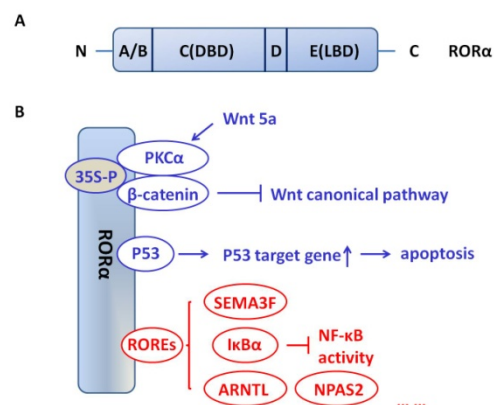 A
N A/B C(DBD) D E(LBD) C RORα
B
Wnt 5a
PKCα
35S-P
β-catenin Wnt canonical pathway
RORα
P53 P53 target gene↑ apoptosis
SEMA3F
ROREs IκBα NF-κB
activity
ARNTL NPAS2